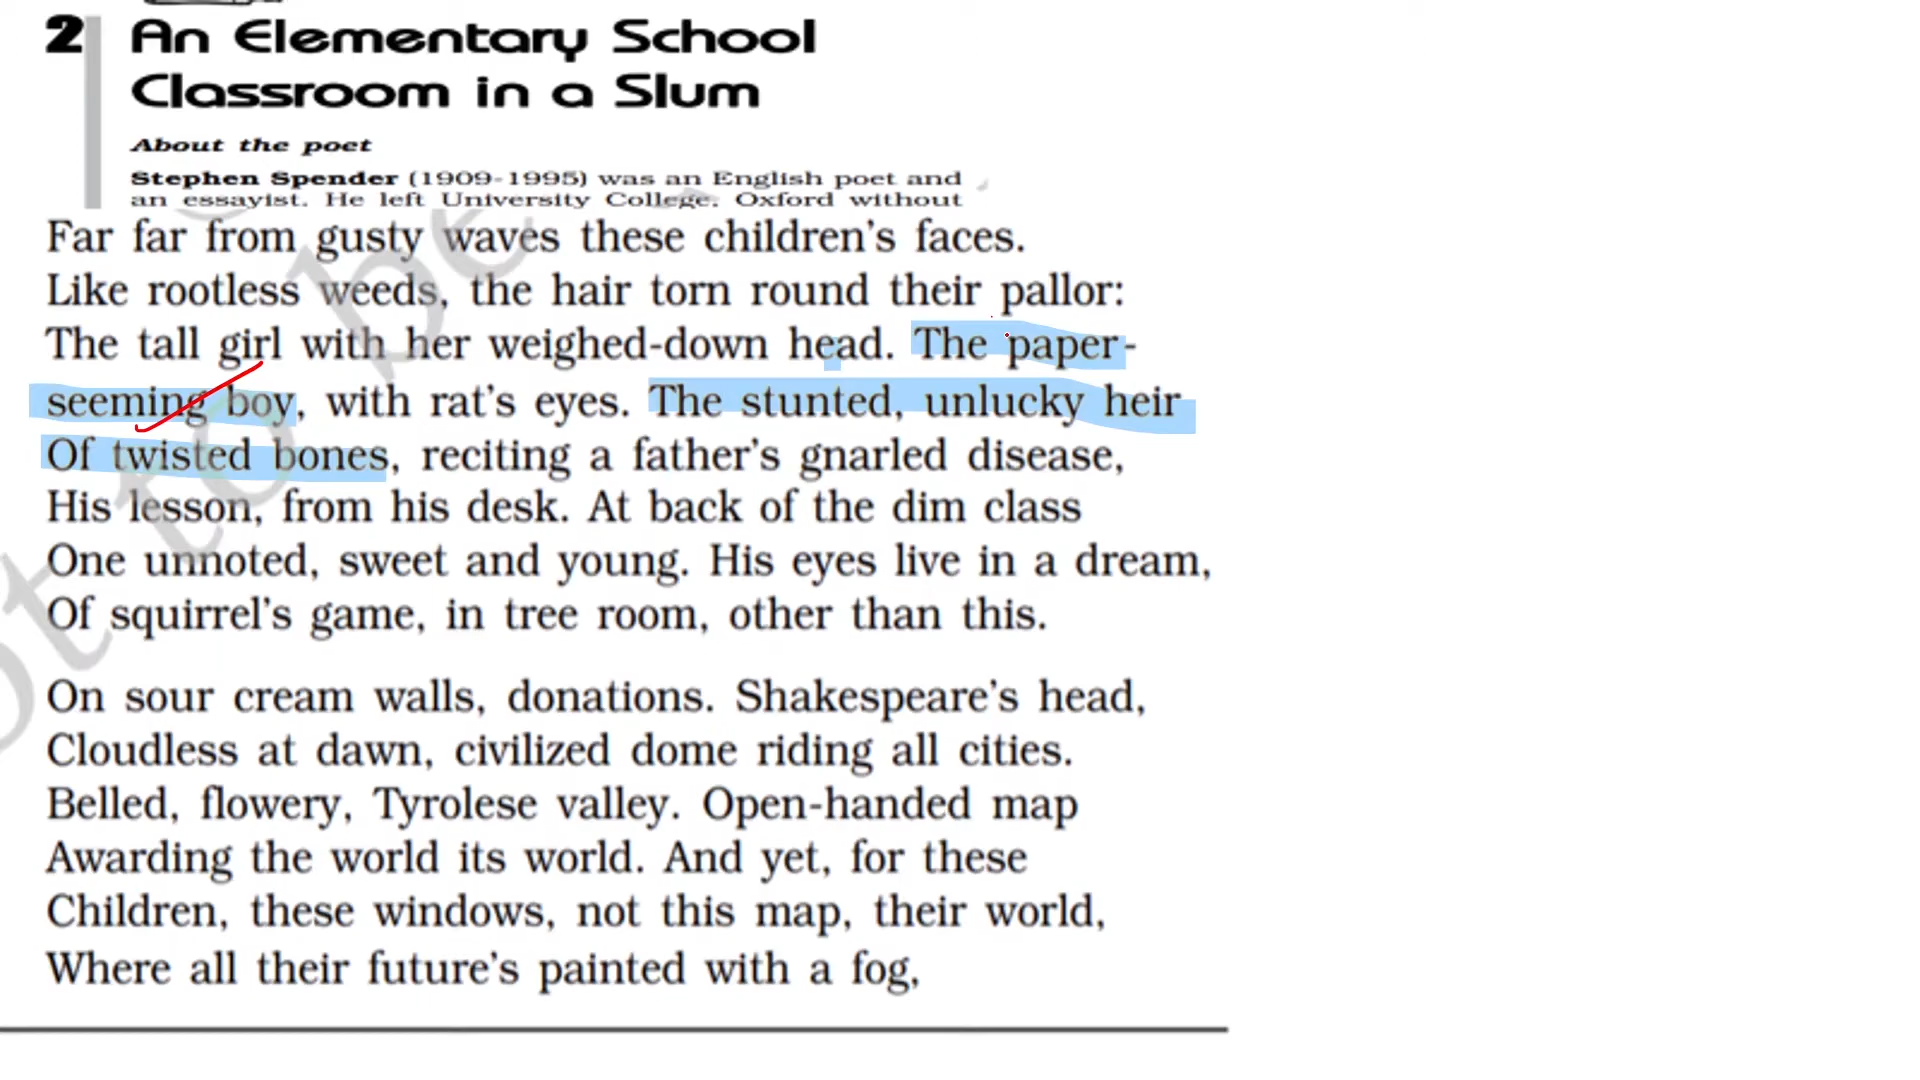 2 An Elementary School
Classroom in a Slum
About the poet
Stephen Spender (1909-1995) was an English poet and
an essayist. He left University College, Oxford without
Far far from gusty waves these children's faces.
Like rootless weeds, the hair torn round their pallor:
The tall girl with her weighed-down head. The paper-
seeming boy, with rat's eyes. The stunted, unlucky heir
Of twisted bones, reciting a father's gnarled disease,
His lesson, from his desk. At back of the dim class
One unnoted, sweet and young. His eyes live in a dream,
Of squirrel's game, in tree room, other than this.
On sour cream walls, donations. Shakespeare's head,
Cloudless at dawn, civilized dome riding all cities.
Belled, flowery, Tyrolese valley. Open-handed map
Awarding the world its world. And yet, for these
Children, these windows, not this map, their world,
Where all their future's painted with a fog,